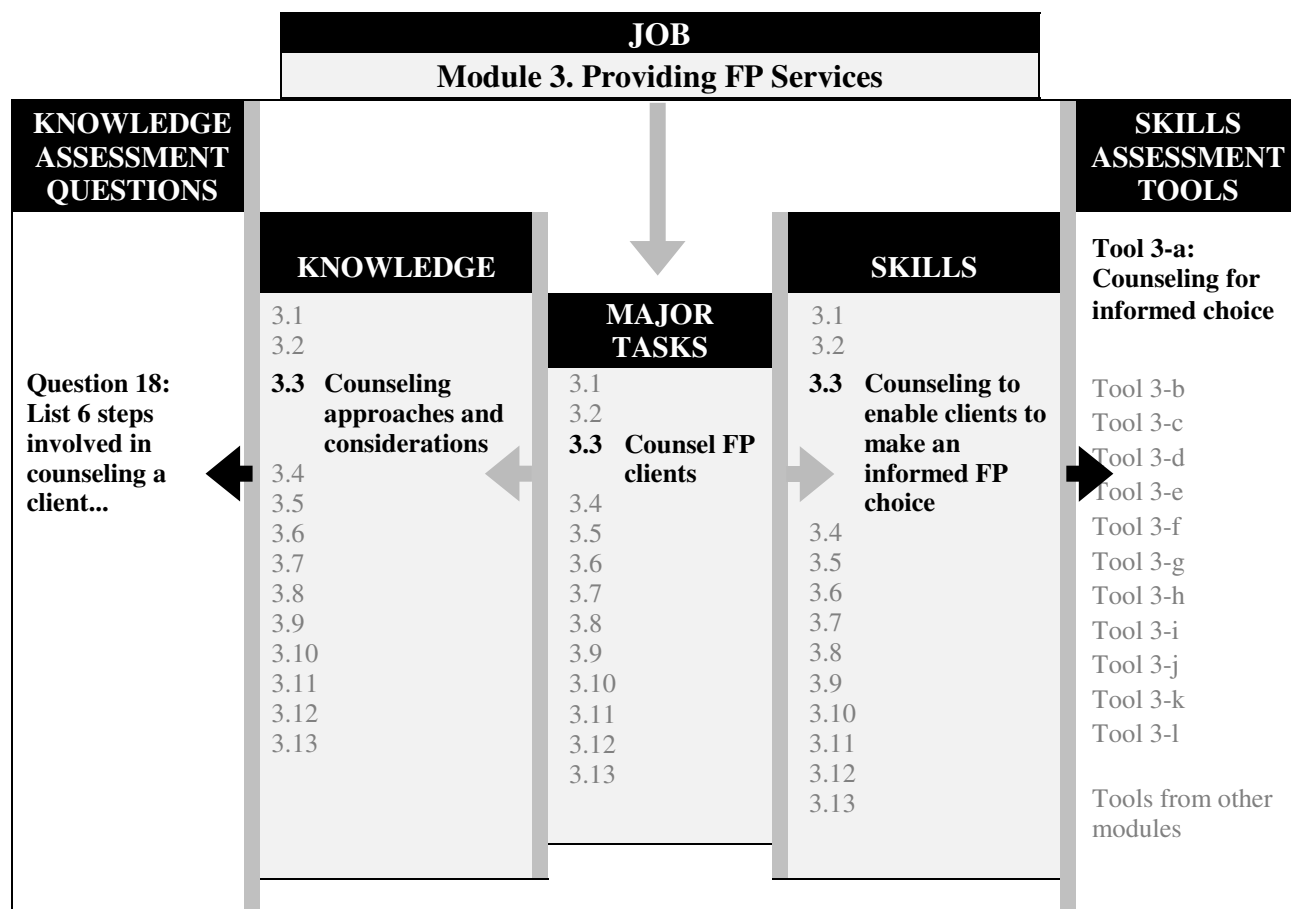 JOB
Module 3. Providing FP Services
KNOWLEDGE
ASSESSMENT
QUESTIONS
Question 18:
List 6 steps
involved in
counseling a
client...
KNOWLEDGE
3.1
3.2
3.3 Counseling
approaches and
considerations
3.4
3.5
3.6
3.7
3.8
3.9
3.10
3.11
3.12
3.13
MAJOR
TASKS
3.1
3.2
3.3 Counsel FP
clients
3.4
3.5
3.6
3.7
3.8
3.9
3.10
3.11
3.12
3.13
SKILLS
3.1
3.2
3.3 Counseling to
enable clients to
make an
informed FP
choice
3.4
3.5
3.6
3.7
3.8
3.9
3.10
3.11
3.12
3.13
SKILLS
ASSESSMENT
TOOLS
Tool 3-a:
Counseling for
informed choice
Tool 3-b
Tool 3-c
Tool 3-d
Tool 3-e
Tool 3-f
Tool 3-g
Tool 3-h
Tool 3-i
Tool 3-j
Tool 3-k
Tool 3-l
Tools from other
modules